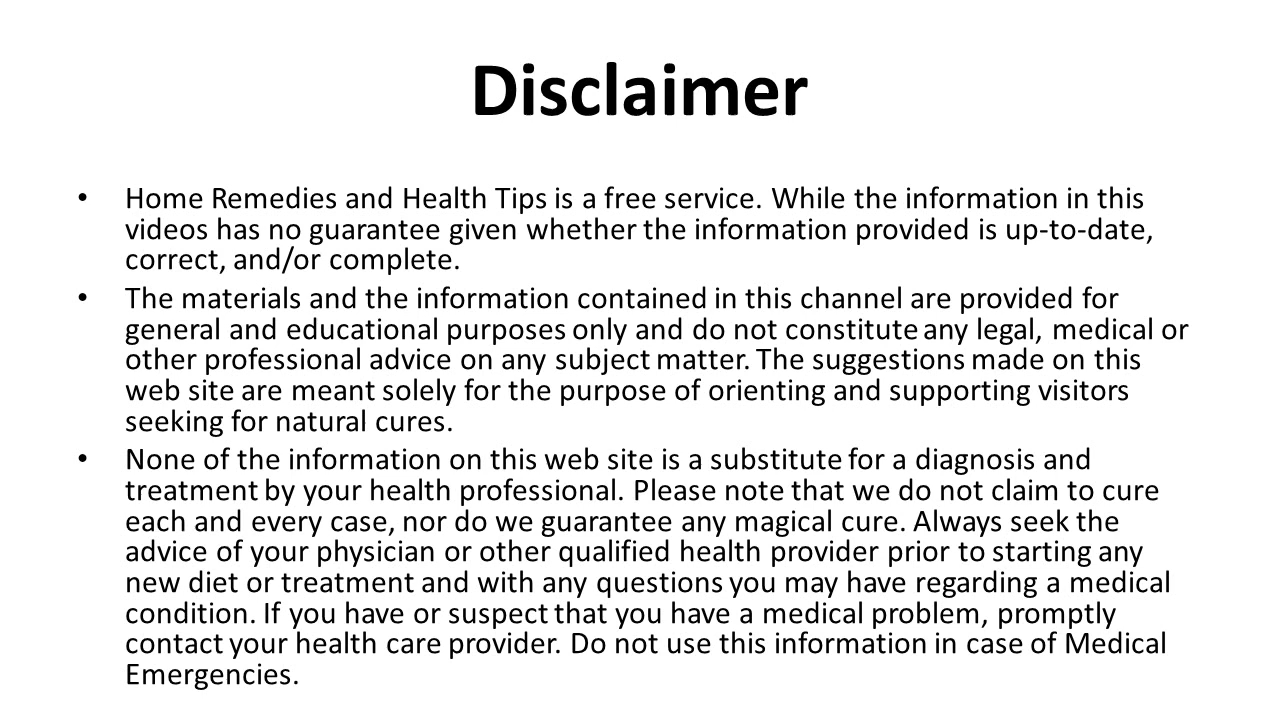 Disclaimer
• Home Remedies and Health Tips is a free service. While the information in this
videos has no guarantee given whether the information provided is up-to-date,
correct, and/or complete.
• The materials and the information contained in this channel are provided for
general and educational purposes only and do not constitute any legal, medical or
other professional advice on any subject matter. The suggestions made on this
web site are meant solely for the purpose of orienting and supporting visitors
seeking for natural cures.
• None of the information on this web site is a substitute for a diagnosis and
treatment by your health professional. Please note that we do not claim to cure
each and every case, nor do we guarantee any magical cure. Always seek the
advice of your physician or other qualified health provider prior to starting any
new diet or treatment and with any questions you may have regarding a medical
condition. If you have or suspect that you have a medical problem, promptly
contact your health care provider. Do not use this information in case of Medical
Emergencies.